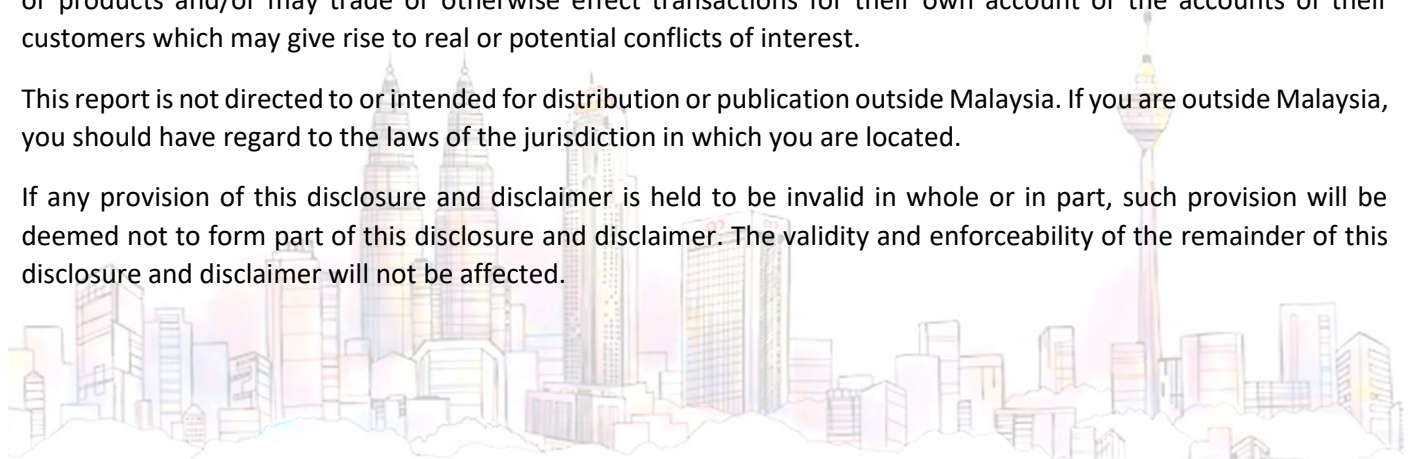 of products and/or may trade or otherwise effect transactions for their own account or the accounts of their
customers which may give rise to real or potential conflicts of interest.
This report is not directed to or intended for distribution or publication outside Malaysia. If you are outside Malaysia,
you should have regard to the laws of the jurisdiction in which you are located.
If any provision of this disclosure and disclaimer is held to be invalid in whole or in part, such provision will be
deemed not to form part of this disclosure and disclaimer. The validity and enforceability of the remainder of this
disclosure and disclaimer will not be affected.